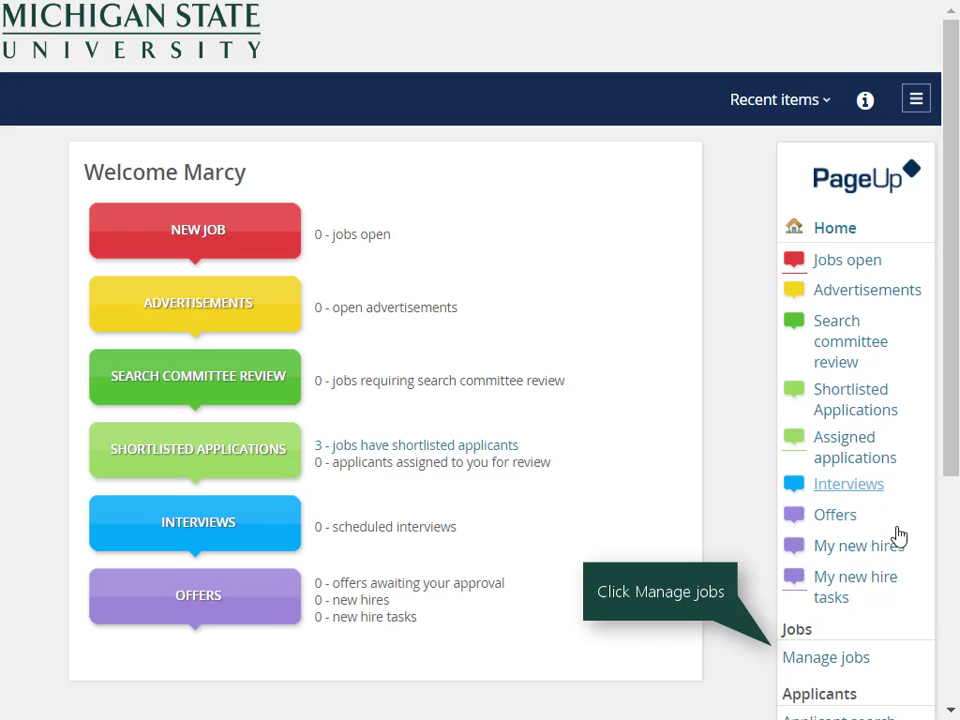 MICHIGAN STATE
UNIVERSITY
Recent items
Welcome Marcy
NEW JOB
0 - jobs open
ADVERTISEMENTS
0 - open advertisements
SEARCH COMMITTEE REVIEW
0 - jobs requiring search committee review
SHORTLISTED APPLICATIONS
3 - jobs have shortlisted applicants
0 - applicants assigned to you for review
INTERVIEWS
0 - scheduled interviews
OFFERS
0 - offers awaiting your approval
0 - new hires
0 - new hire tasks
Click Manage jobs
PageUp
Home
Jobs open
Advertisements
Search
committee
review
Shortlisted
Applications
Assigned
applications
Interviews
Offers
My new hires
My new hire
tasks
Jobs
Manage jobs
Applicants
Applicant search